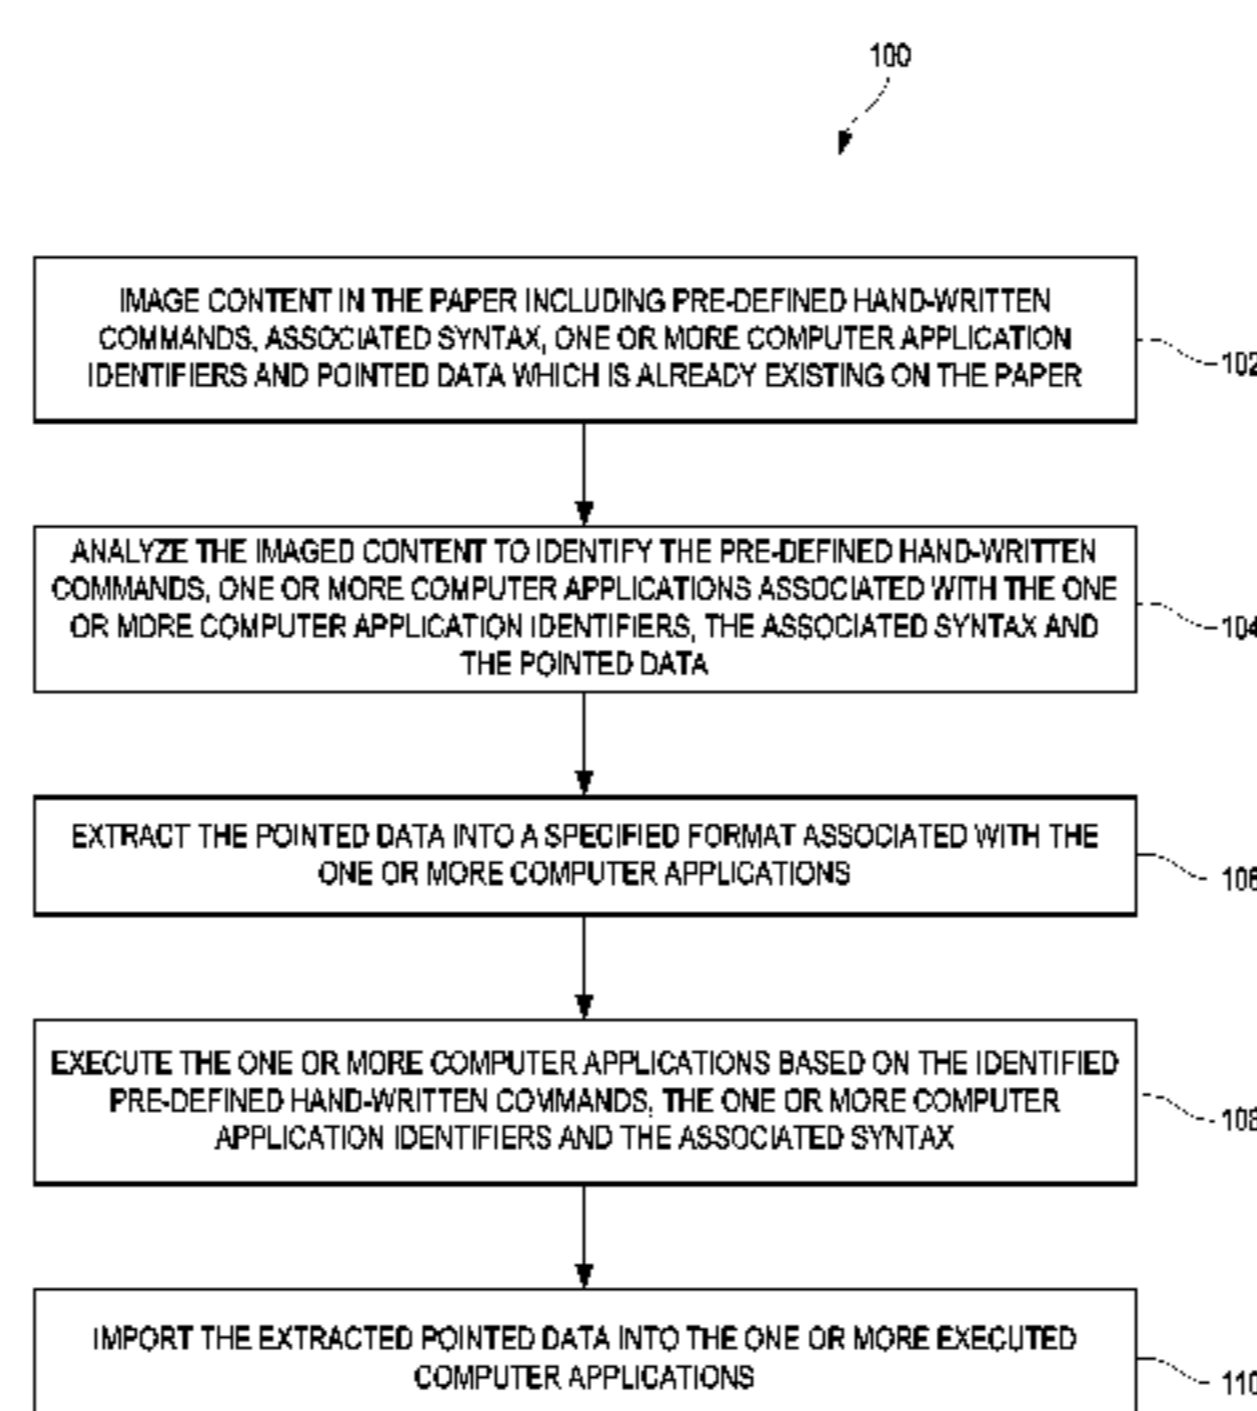 100
IMAGE CONTENT IN THE PAPER INCLUDING PRE-DEFINED HAND-WRITTEN
COMMANDS, ASSOCIATED SYNTAX, ONE OR MORE COMPUTER APPLICATION
IDENTIFIERS AND POINTED DATA WHICH IS ALREADY EXISTING ON THE PAPER
102
ANALYZE THE IMAGED CONTENT TO IDENTIFY THE PRE-DEFINED HAND-WRITTEN
COMMANDS, ONE OR MORE COMPUTER APPLICATIONS ASSOCIATED WITH THE ONE
OR MORE COMPUTER APPLICATION IDENTIFIERS, THE ASSOCIATED SYNTAX AND
THE POINTED DATA
104
EXTRACT THE POINTED DATA INTO A SPECIFIED FORMAT ASSOCIATED WITH THE
ONE OR MORE COMPUTER APPLICATIONS
106
EXECUTE THE ONE OR MORE COMPUTER APPLICATIONS BASED ON THE IDENTIFIED
PRE-DEFINED HAND-WRITTEN COMMANDS, THE ONE OR MORE COMPUTER
APPLICATION IDENTIFIERS AND THE ASSOCIATED SYNTAX
108
IMPORT THE EXTRACTED POINTED DATA INTO THE ONE OR MORE EXECUTED
COMPUTER APPLICATIONS
110